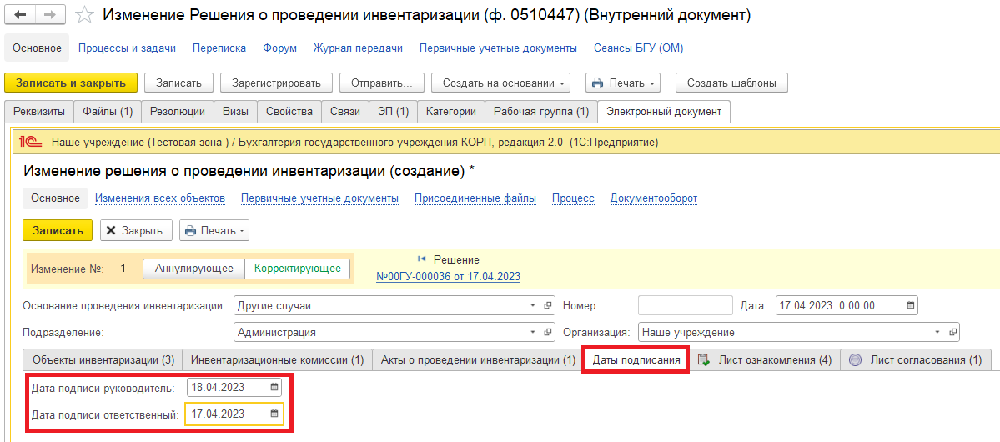 Изменение Решения о проведении инвентаризации (ф. 0510447) (Внутренний документ)
Основное Процессы и задачи Переписка Форум Журнал передачи Первичные учетные документы Сеансы БГУ (ОМ)
Записать и закрыть Записать Зарегистрировать Отправить... Создать на основании Печать Создать шаблоны
Реквизиты Файлы (1) Резолюции Визы Свойства Связи ЭП (1) Категории Рабочая группа (1) Электронный документ
1С Наше учреждение (Тестовая зона ) / Бухгалтерия государственного учреждения КОРП, редакция 2.0 (1С:Предприятие)
Изменение решения о проведении инвентаризации (создание) *
Основное Изменения всех объектов Первичные учетные документы Присоединенные файлы Процесс Документооборот
Записать Закрыть Печать
Решение
Изменение №: 1 Аннулирующее Корректирующее
№00ГУ-000036 от 17.04.2023
Основание проведения инвентаризации: Другие случаи Номер: Дата: 17.04.2023 0:00:00
Подразделение: Администрация Организация: Наше учреждение
Объекты инвентаризации (3) Инвентаризационные комиссии (1) Акты о проведении инвентаризации (1) Даты подписания Лист ознакомления (4) Лист согласования (1)
Дата подписи руководитель: 18.04.2023
Дата подписи ответственный: 17.04.2023